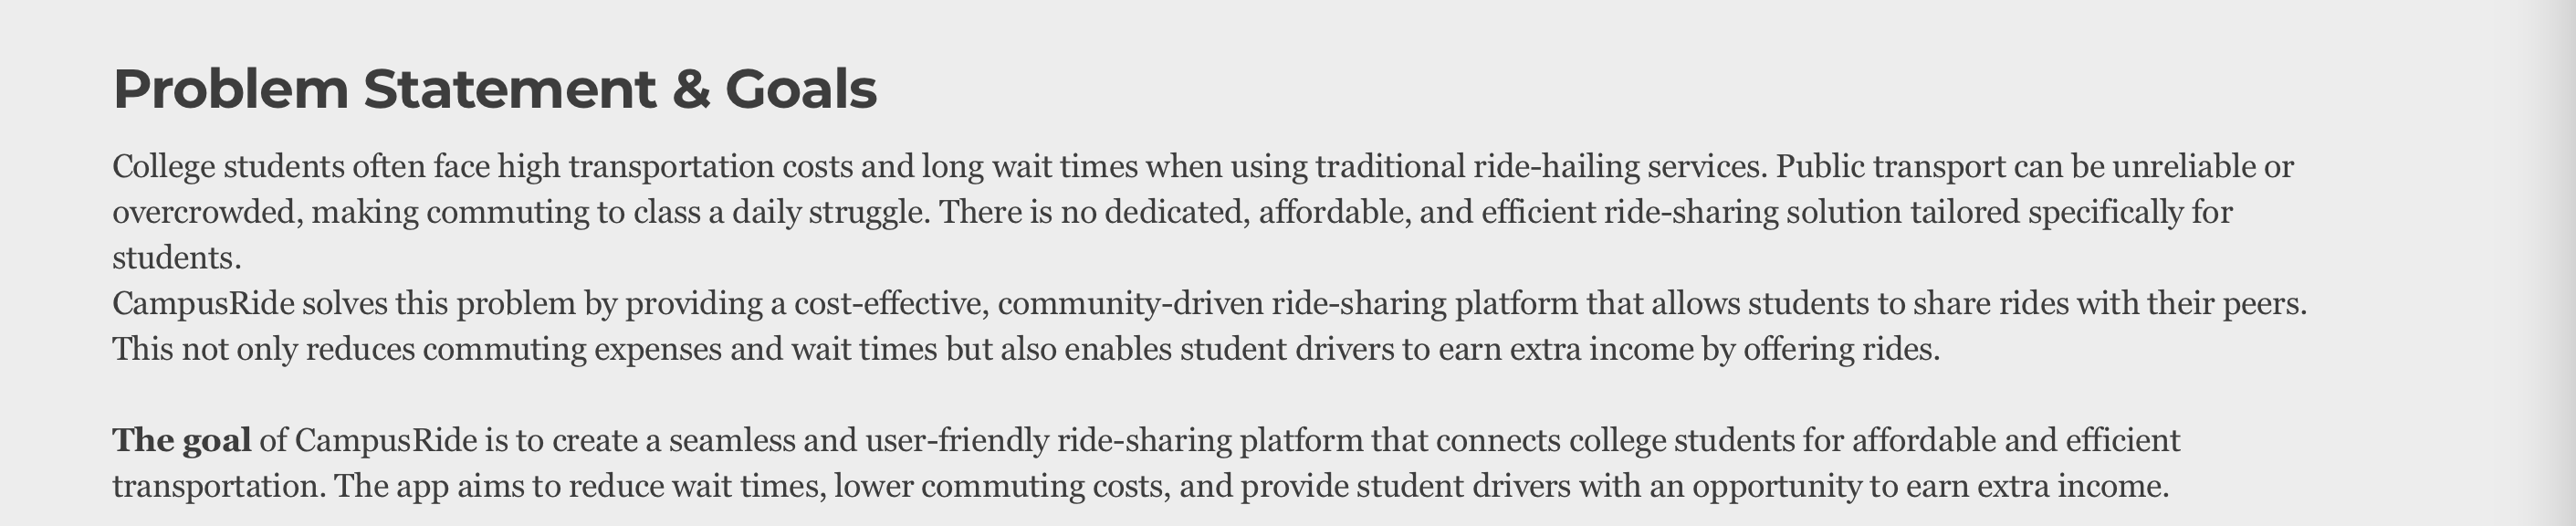 Problem Statement & Goals
College students often face high transportation costs and long wait times when using traditional ride-hailing services. Public transport can be unreliable or
overcrowded, making commuting to class a daily struggle. There is no dedicated, affordable, and efficient ride-sharing solution tailored specifically for
students.
CampusRide solves this problem by providing a cost-effective, community-driven ride-sharing platform that allows students to share rides with their peers.
This not only reduces commuting expenses and wait times but also enables student drivers to earn extra income by offering rides.
The goal of CampusRide is to create a seamless and user-friendly ride-sharing platform that connects college students for affordable and efficient
transportation. The app aims to reduce wait times, lower commuting costs, and provide student drivers with an opportunity to earn extra income.